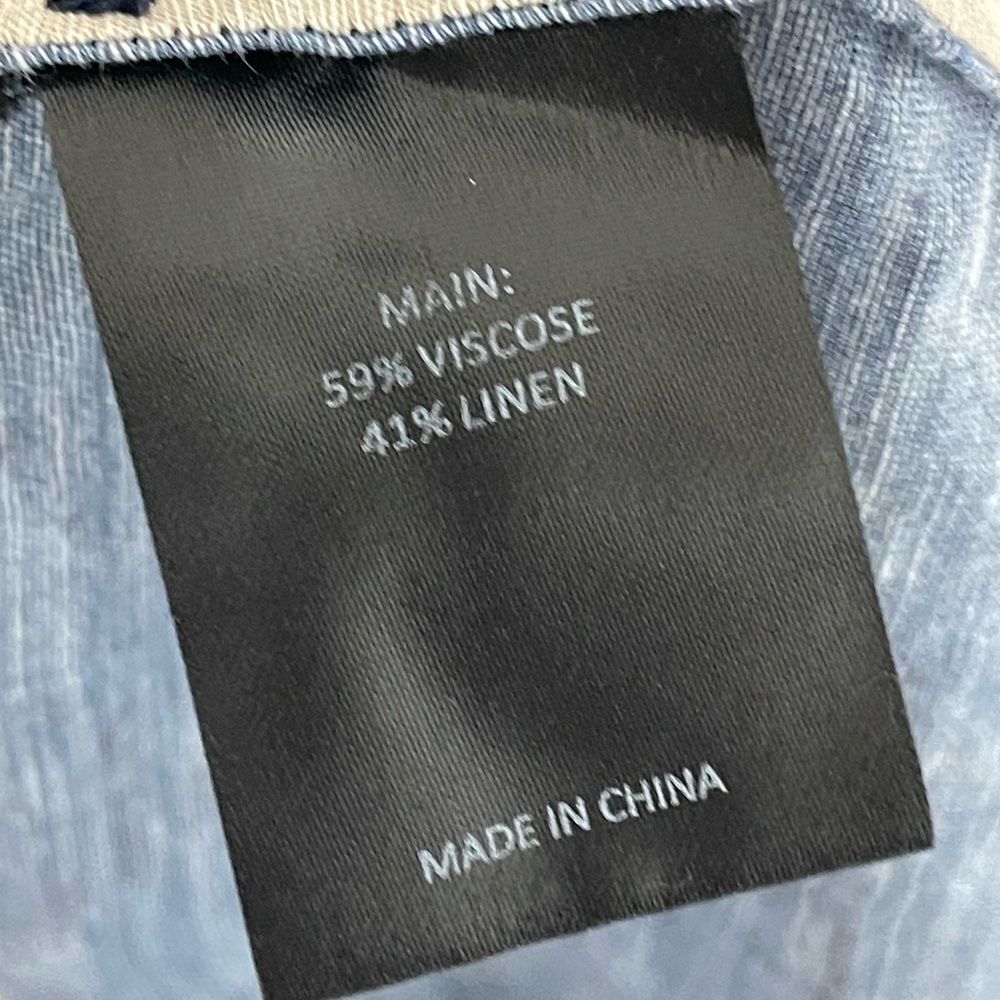 MAIN:
59% VISCOSE
41% LINEN
MADE IN CHINA